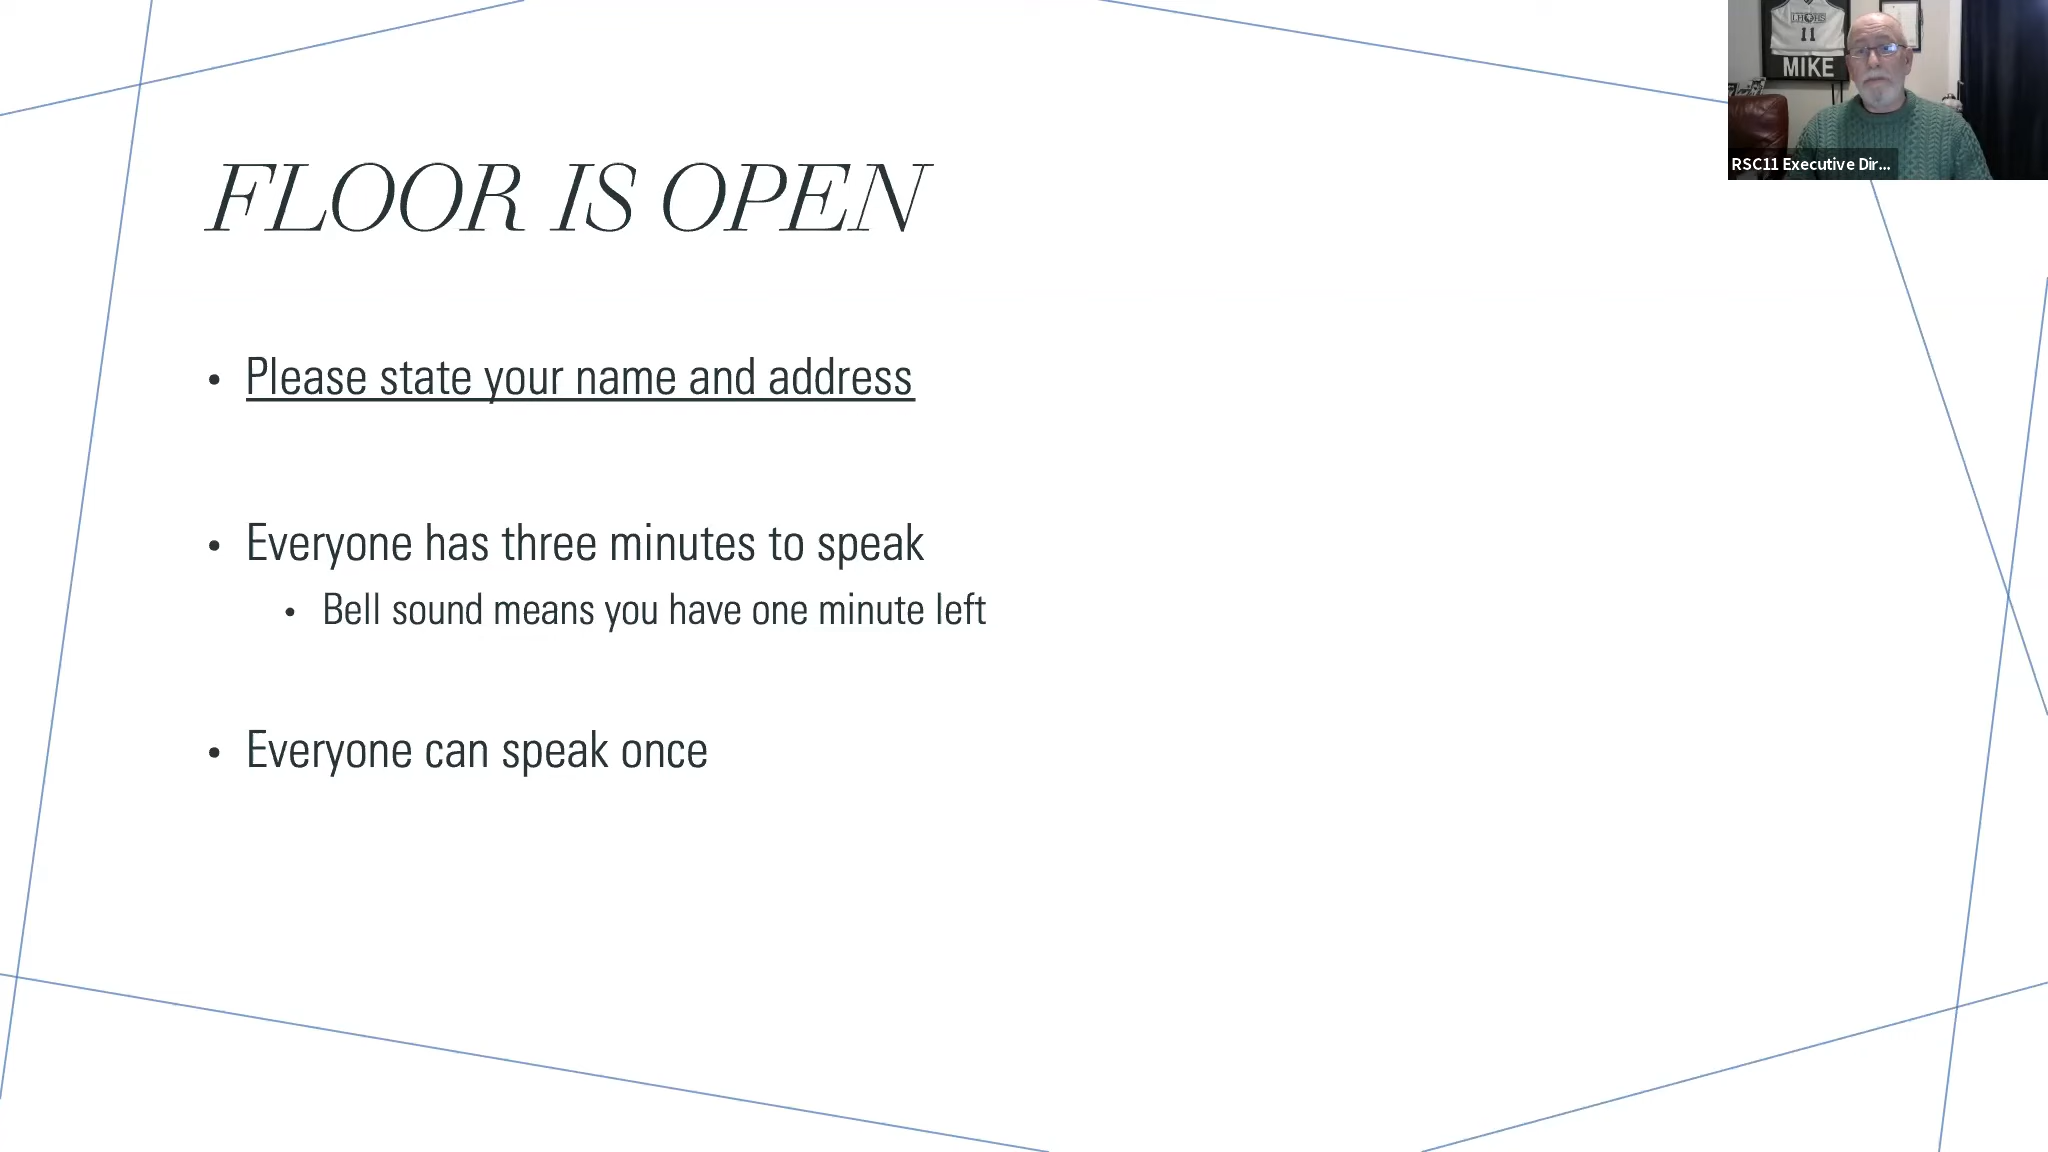 FLOOR IS OPEN
• Please state your name and address
• Everyone has three minutes to speak
• Bell sound means you have one minute left
• Everyone can speak once
11
MIKE
RSC11 Executive Dir...